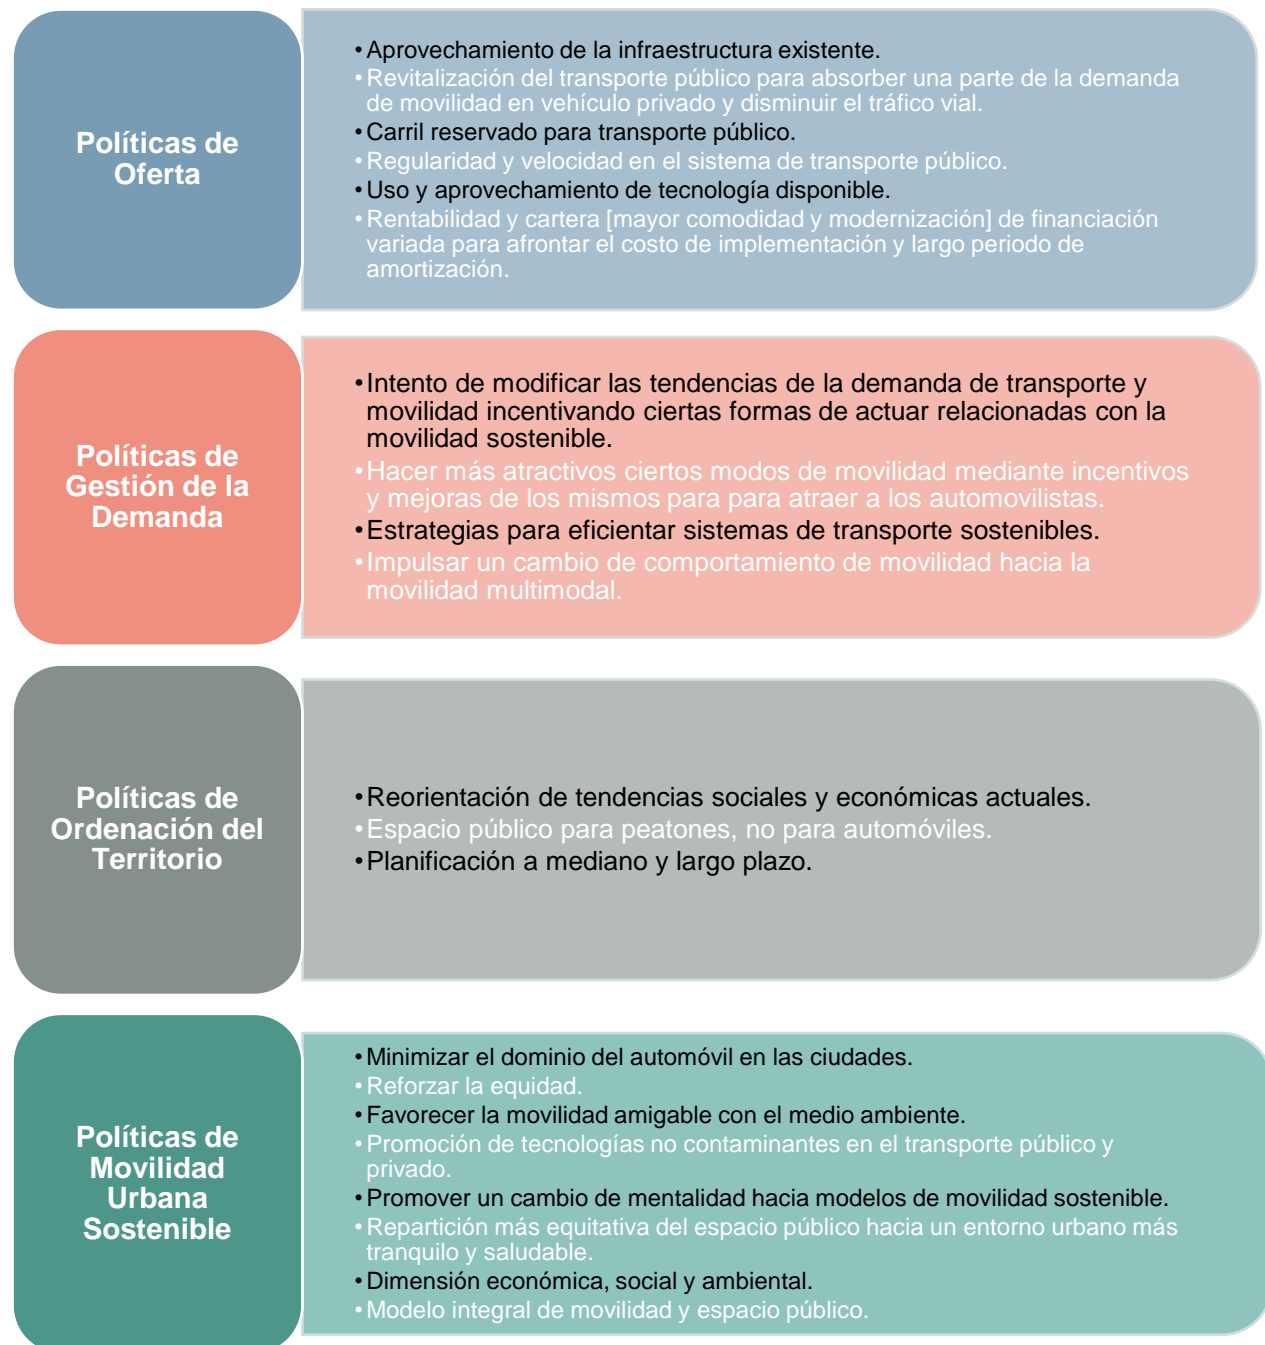 Políticas de
Oferta
•Aprovechamiento de la infraestructura existente.
•Revitalización del transporte público para absorber una parte de la demanda
de movilidad en vehículo privado y disminuir el tráfico vial.
•Carril reservado para transporte público.
•Regularidad y velocidad en el sistema de transporte público.
•Uso y aprovechamiento de tecnología disponible.
•Rentabilidad y cartera [mayor comodidad y modernización] de financiación
variada para afrontar el costo de implementación y largo periodo de
amortización.
Políticas de
Gestión de la
Demanda
•Intento de modificar las tendencias de la demanda de transporte y
movilidad incentivando ciertas formas de actuar relacionadas con la
movilidad sostenible.
•Hacer más atractivos ciertos modos de movilidad mediante incentivos
y mejoras de los mismos para para atraer a los automovilistas.
•Estrategias para eficientar sistemas de transporte sostenibles.
•Impulsar un cambio de comportamiento de movilidad hacia la
movilidad multimodal.
Políticas de
Ordenación del
Territorio
•Reorientación de tendencias sociales y económicas actuales.
•Espacio público para peatones, no para automóviles.
•Planificación a mediano y largo plazo.
Políticas de
Movilidad
Urbana
Sostenible
•Minimizar el dominio del automóvil en las ciudades.
•Reforzar la equidad.
•Favorecer la movilidad amigable con el medio ambiente.
•Promoción de tecnologías no contaminantes en el transporte público y
privado.
•Promover un cambio de mentalidad hacia modelos de movilidad sostenible.
•Repartición más equitativa del espacio público hacia un entorno urbano más
tranquilo y saludable.
•Dimensión económica, social y ambiental.
•Modelo integral de movilidad y espacio público.